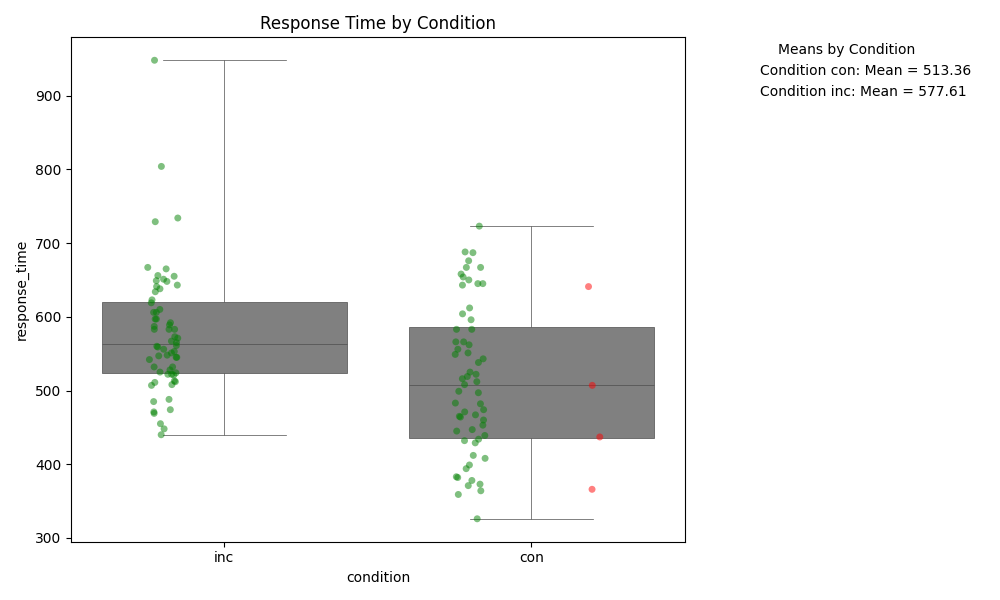 Response Time by Condition
Means by Condition
Condition con: Mean = 513.36
Condition inc: Mean = 577.61
900
800
700
600
500
400
300
response_time
inc
con
condition